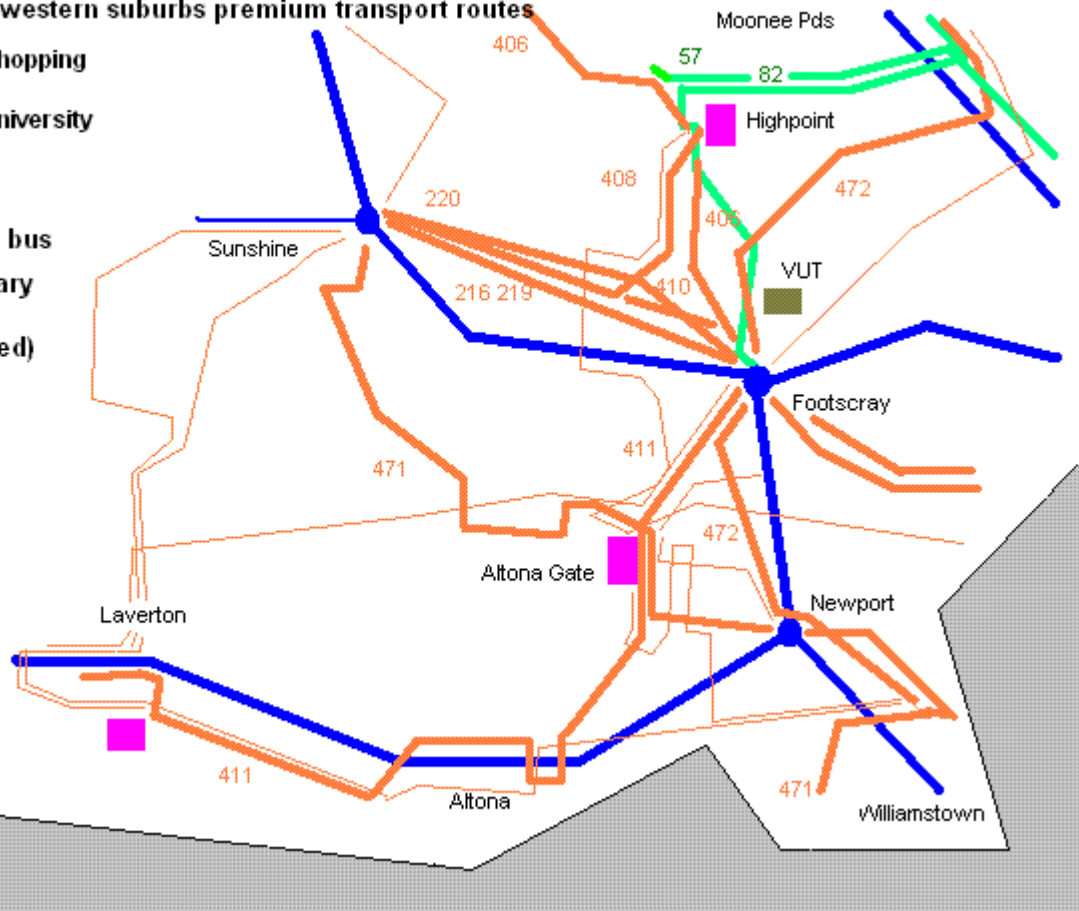 western suburbs premium transport routes
Moonee Pds
406
57
hopping
82
niversity
Highpoint
408
472
220
406
bus
Sunshine
VUT
ary
216 219
410
ed)
Footscray
411
471
472
Altona Gate
Newport
Laverton
411
471
Altona
Williamstown